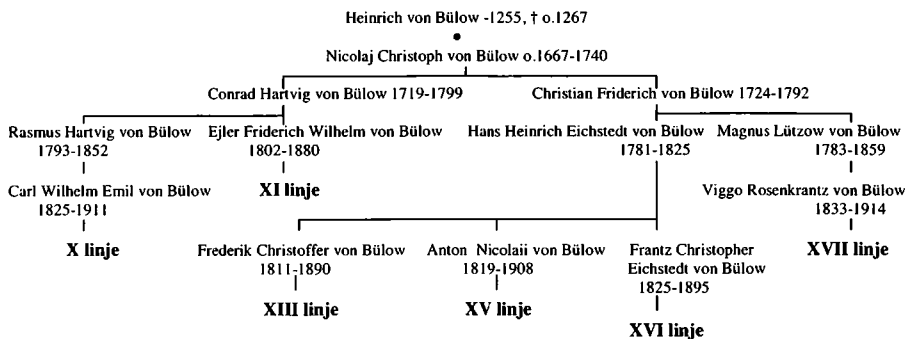 Heinrich von Bülow -1255, † o.1267
Nicolaj Christoph von Bülow o.1667-1740
Conrad Hartvig von Bülow 1719-1799
Christian Friderich von Bülow 1724-1792
Rasmus Hartvig von Bülow
1793-1852
Ejler Friderich Wilhelm von Bülow
1802-1880
Hans Heinrich Eichstedt von Bülow
1781-1825
Magnus Lützow von Bülow
1783-1859
Carl Wilhelm Emil von Bülow
1825-1911
XI linje
Viggo Rosenkrantz von Bülow
1833-1914
X linje
Frederik Christoffer von Bülow
1811-1890
Anton Nicolaii von Bülow
1819-1908
Frantz Christopher
Eichstedt von Bülow
1825-1895
XVII linje
XIII linje
XV linje
XVI linje